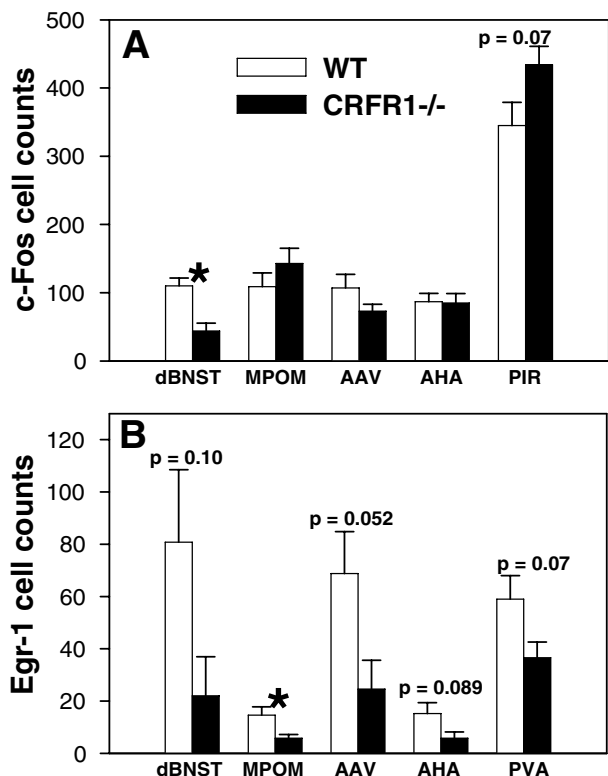 A
WT
CRFR1-/-
p = 0.07
*
c-Fos cell counts
500
400
300
200
100
0
dBNST MPOM AAV AHA PIR
B
p = 0.10
p = 0.052
p = 0.07
p = 0.089
*
Egr-1 cell counts
120
100
80
60
40
20
0
dBNST MPOM AAV AHA PVA